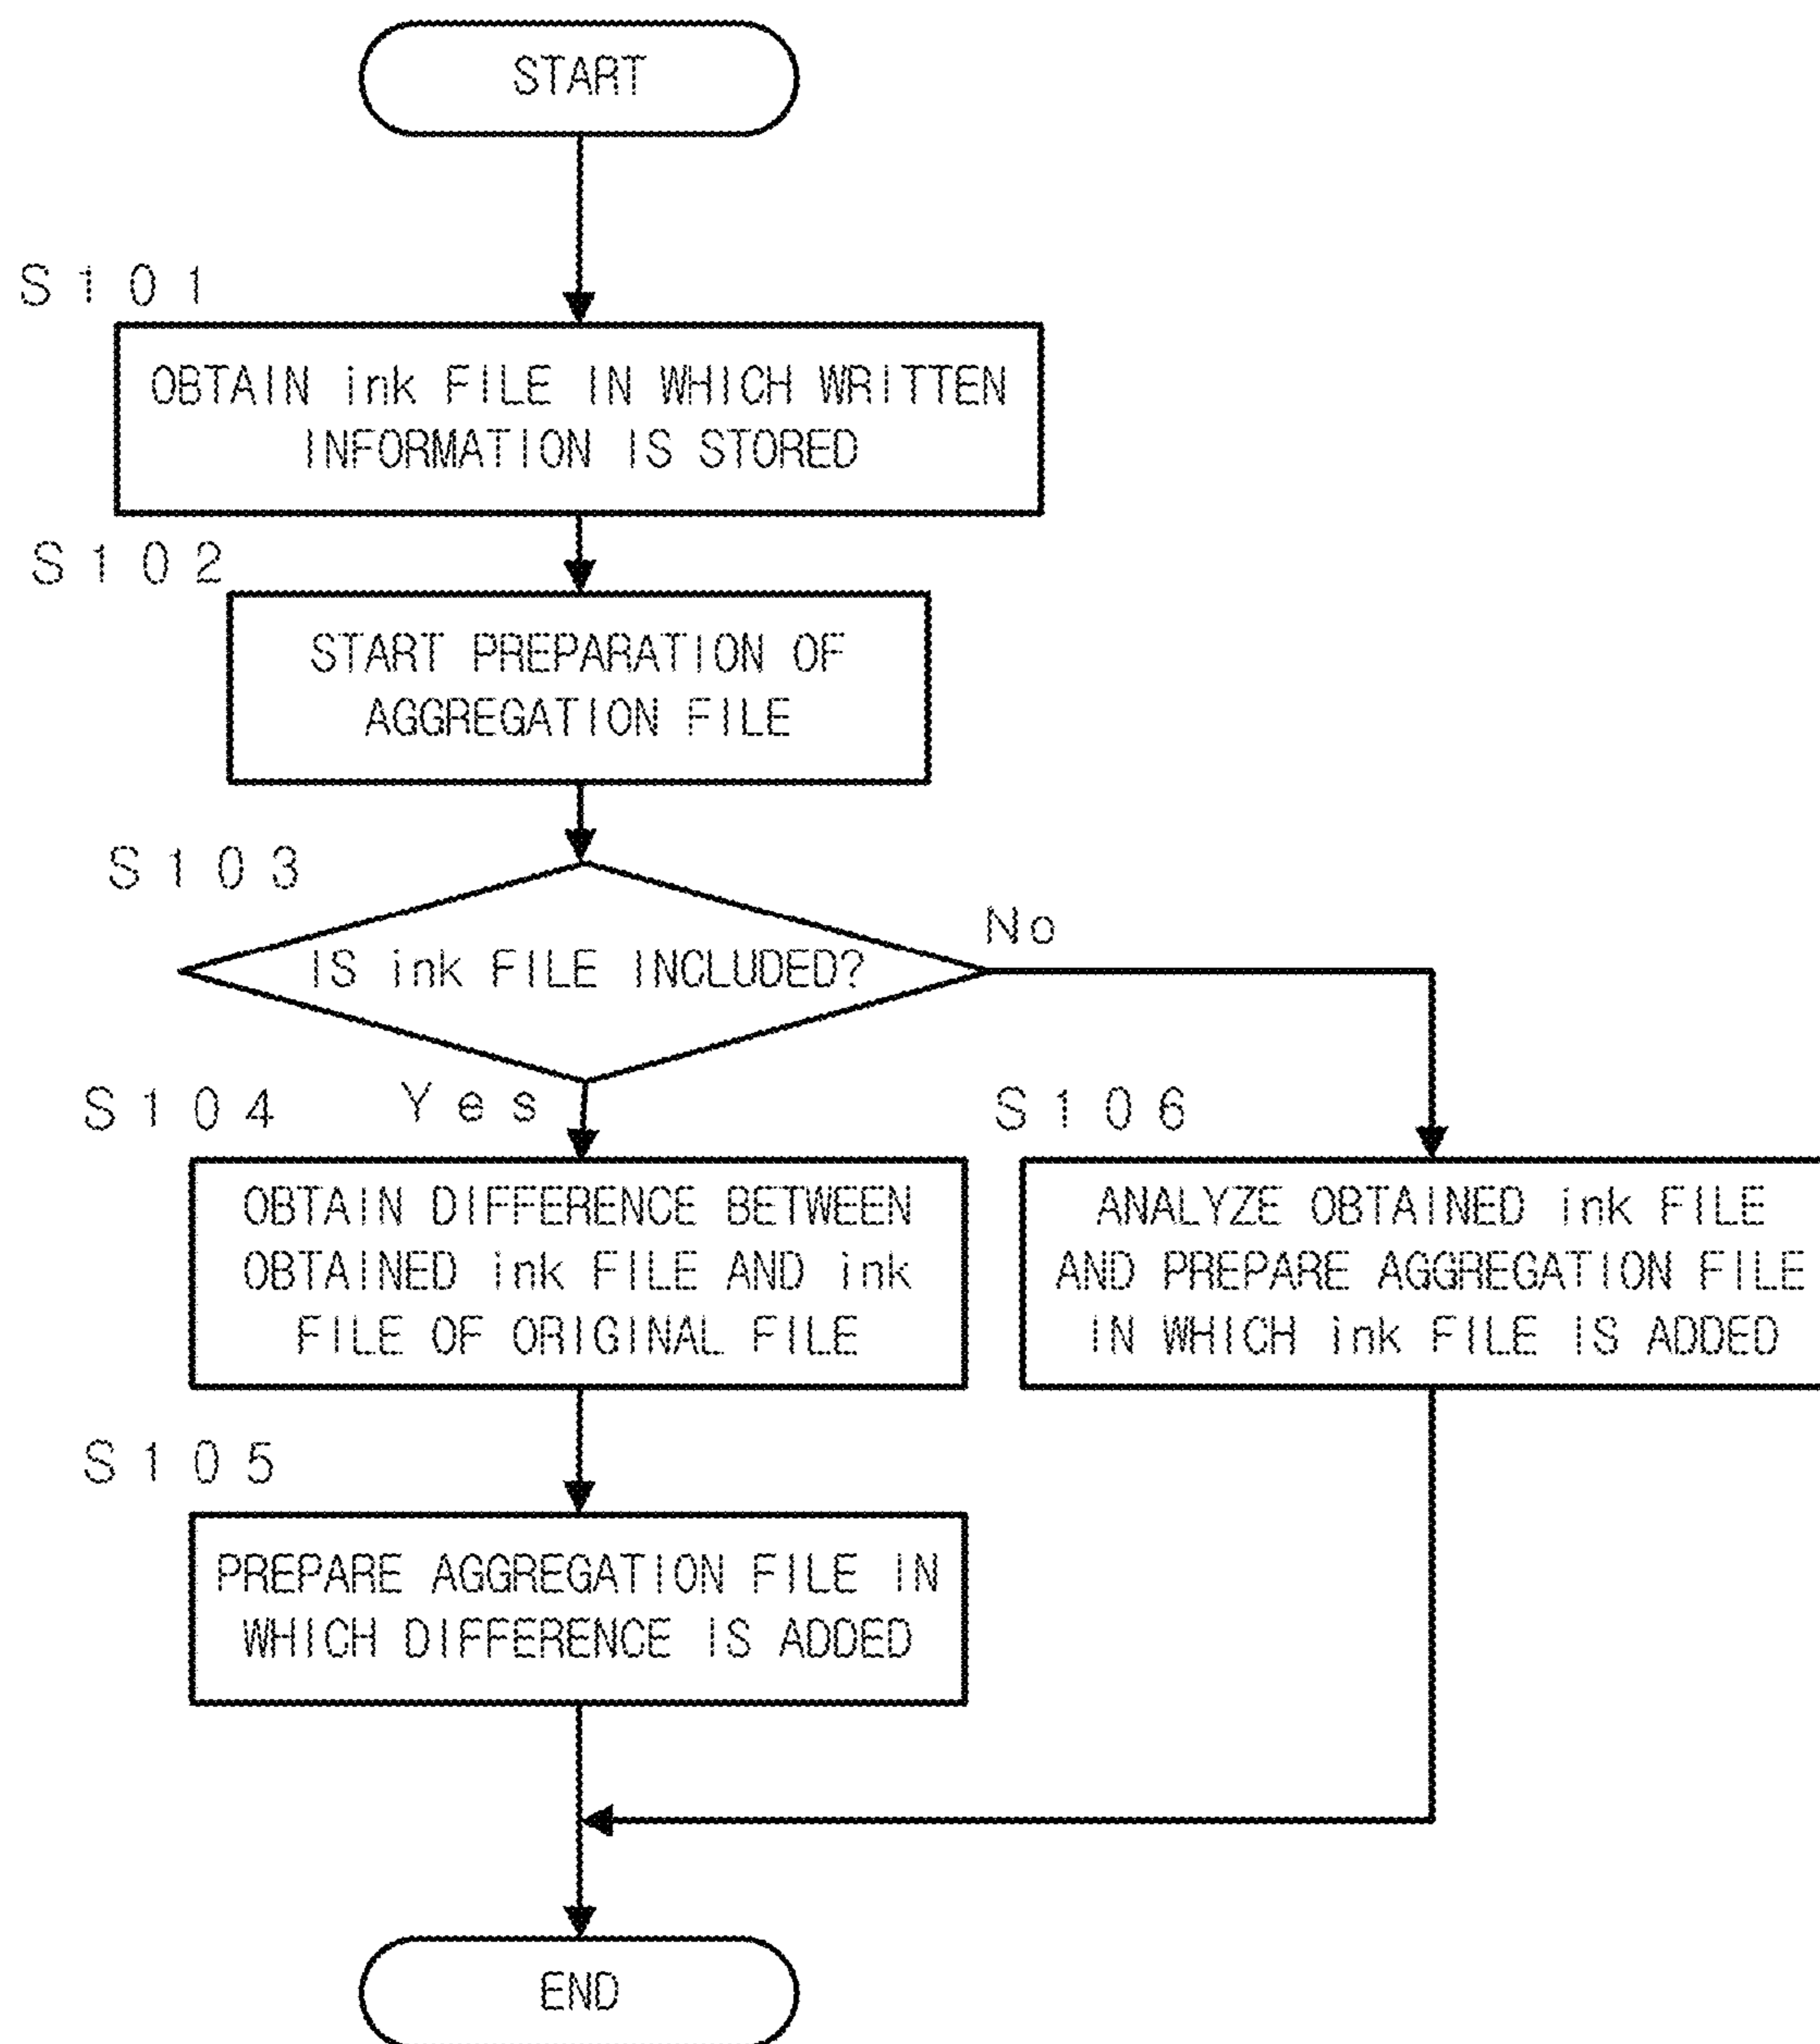 START
S101
OBTAIN ink FILE IN WHICH WRITTEN
INFORMATION IS STORED
S102
START PREPARATION OF
AGGREGATION FILE
S103
IS ink FILE INCLUDED?
No
Yes
S104
OBTAIN DIFFERENCE BETWEEN
OBTAINED ink FILE AND ink
FILE OF ORIGINAL FILE
S106
ANALYZE OBTAINED ink FILE
AND PREPARE AGGREGATION FILE
IN WHICH ink FILE IS ADDED
S105
PREPARE AGGREGATION FILE IN
WHICH DIFFERENCE IS ADDED
END